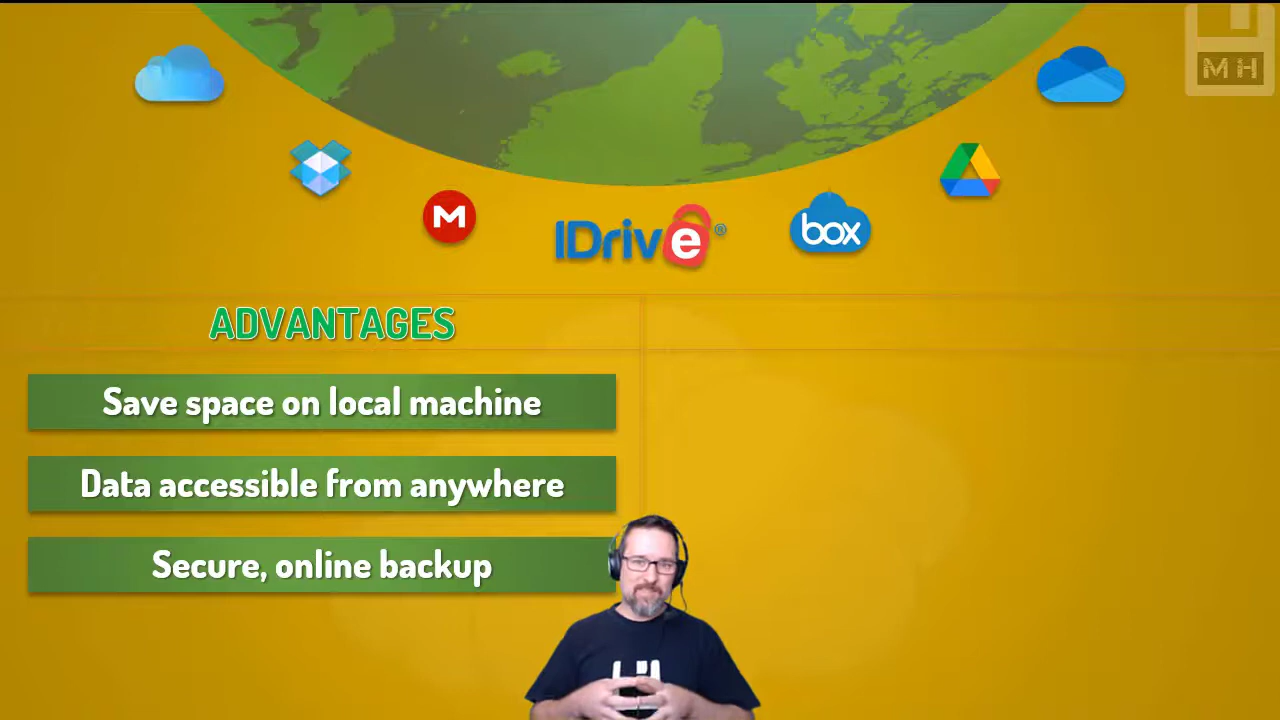 MH
M
IDrive®
box
ADVANTAGES
Save space on local machine
Data accessible from anywhere
Secure, online backup